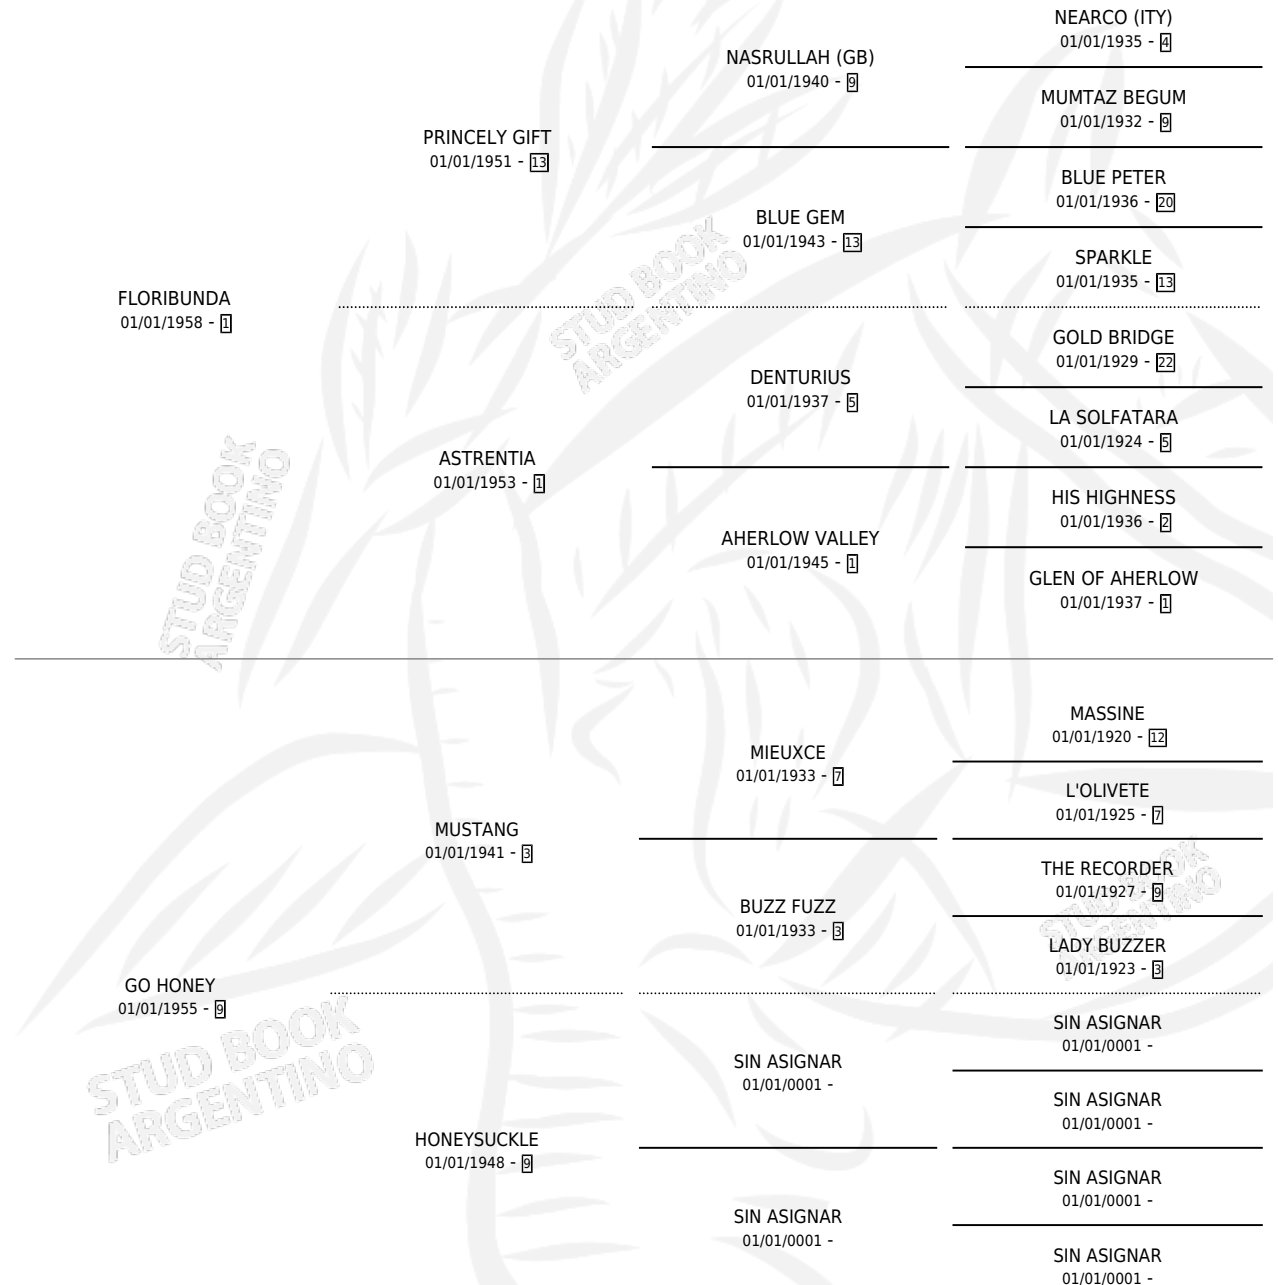 NEARCO (ITY)
01/01/1935 - 4
NASRULLAH (GB)
01/01/1940 - 9
MUMTAZ BEGUM
01/01/1932 - 9
PRINCELY GIFT
01/01/1951 - 13
BLUE PETER
01/01/1936 - 20
BLUE GEM
01/01/1943 - 13
SPARKLE
01/01/1935 - 13
FLORIBUNDA
01/01/1958 - 1
GOLD BRIDGE
01/01/1929 - 22
DENTURIUS
01/01/1937 - 5
LA SOLFATARA
01/01/1924 - 5
ASTRENTIA
01/01/1953 - 1
HIS HIGHNESS
01/01/1936 - 2
AHERLOW VALLEY
01/01/1945 - 1
GLEN OF AHERLOW
01/01/1937 - 1
STUD BOOK
ARGENTINO
STUD BOOK
ARGENTINO
MASSINE
01/01/1920 - 12
MIEUXCE
01/01/1933 - 7
L'OLIVETE
01/01/1925 - 7
MUSTANG
01/01/1941 - 3
THE RECORDER
01/01/1927 - 9
BUZZ FUZZ
01/01/1933 - 3
LADY BUZZER
01/01/1923 - 3
GO HONEY
01/01/1955 - 9
SIN ASIGNAR
01/01/0001 -
SIN ASIGNAR
01/01/0001 -
SIN ASIGNAR
01/01/0001 -
HONEYSUCKLE
01/01/1948 - 9
SIN ASIGNAR
01/01/0001 -
SIN ASIGNAR
01/01/0001 -
SIN ASIGNAR
01/01/0001 -
STUD BOOK
ARGENTINO
STUD BOOK
ARGENTINO